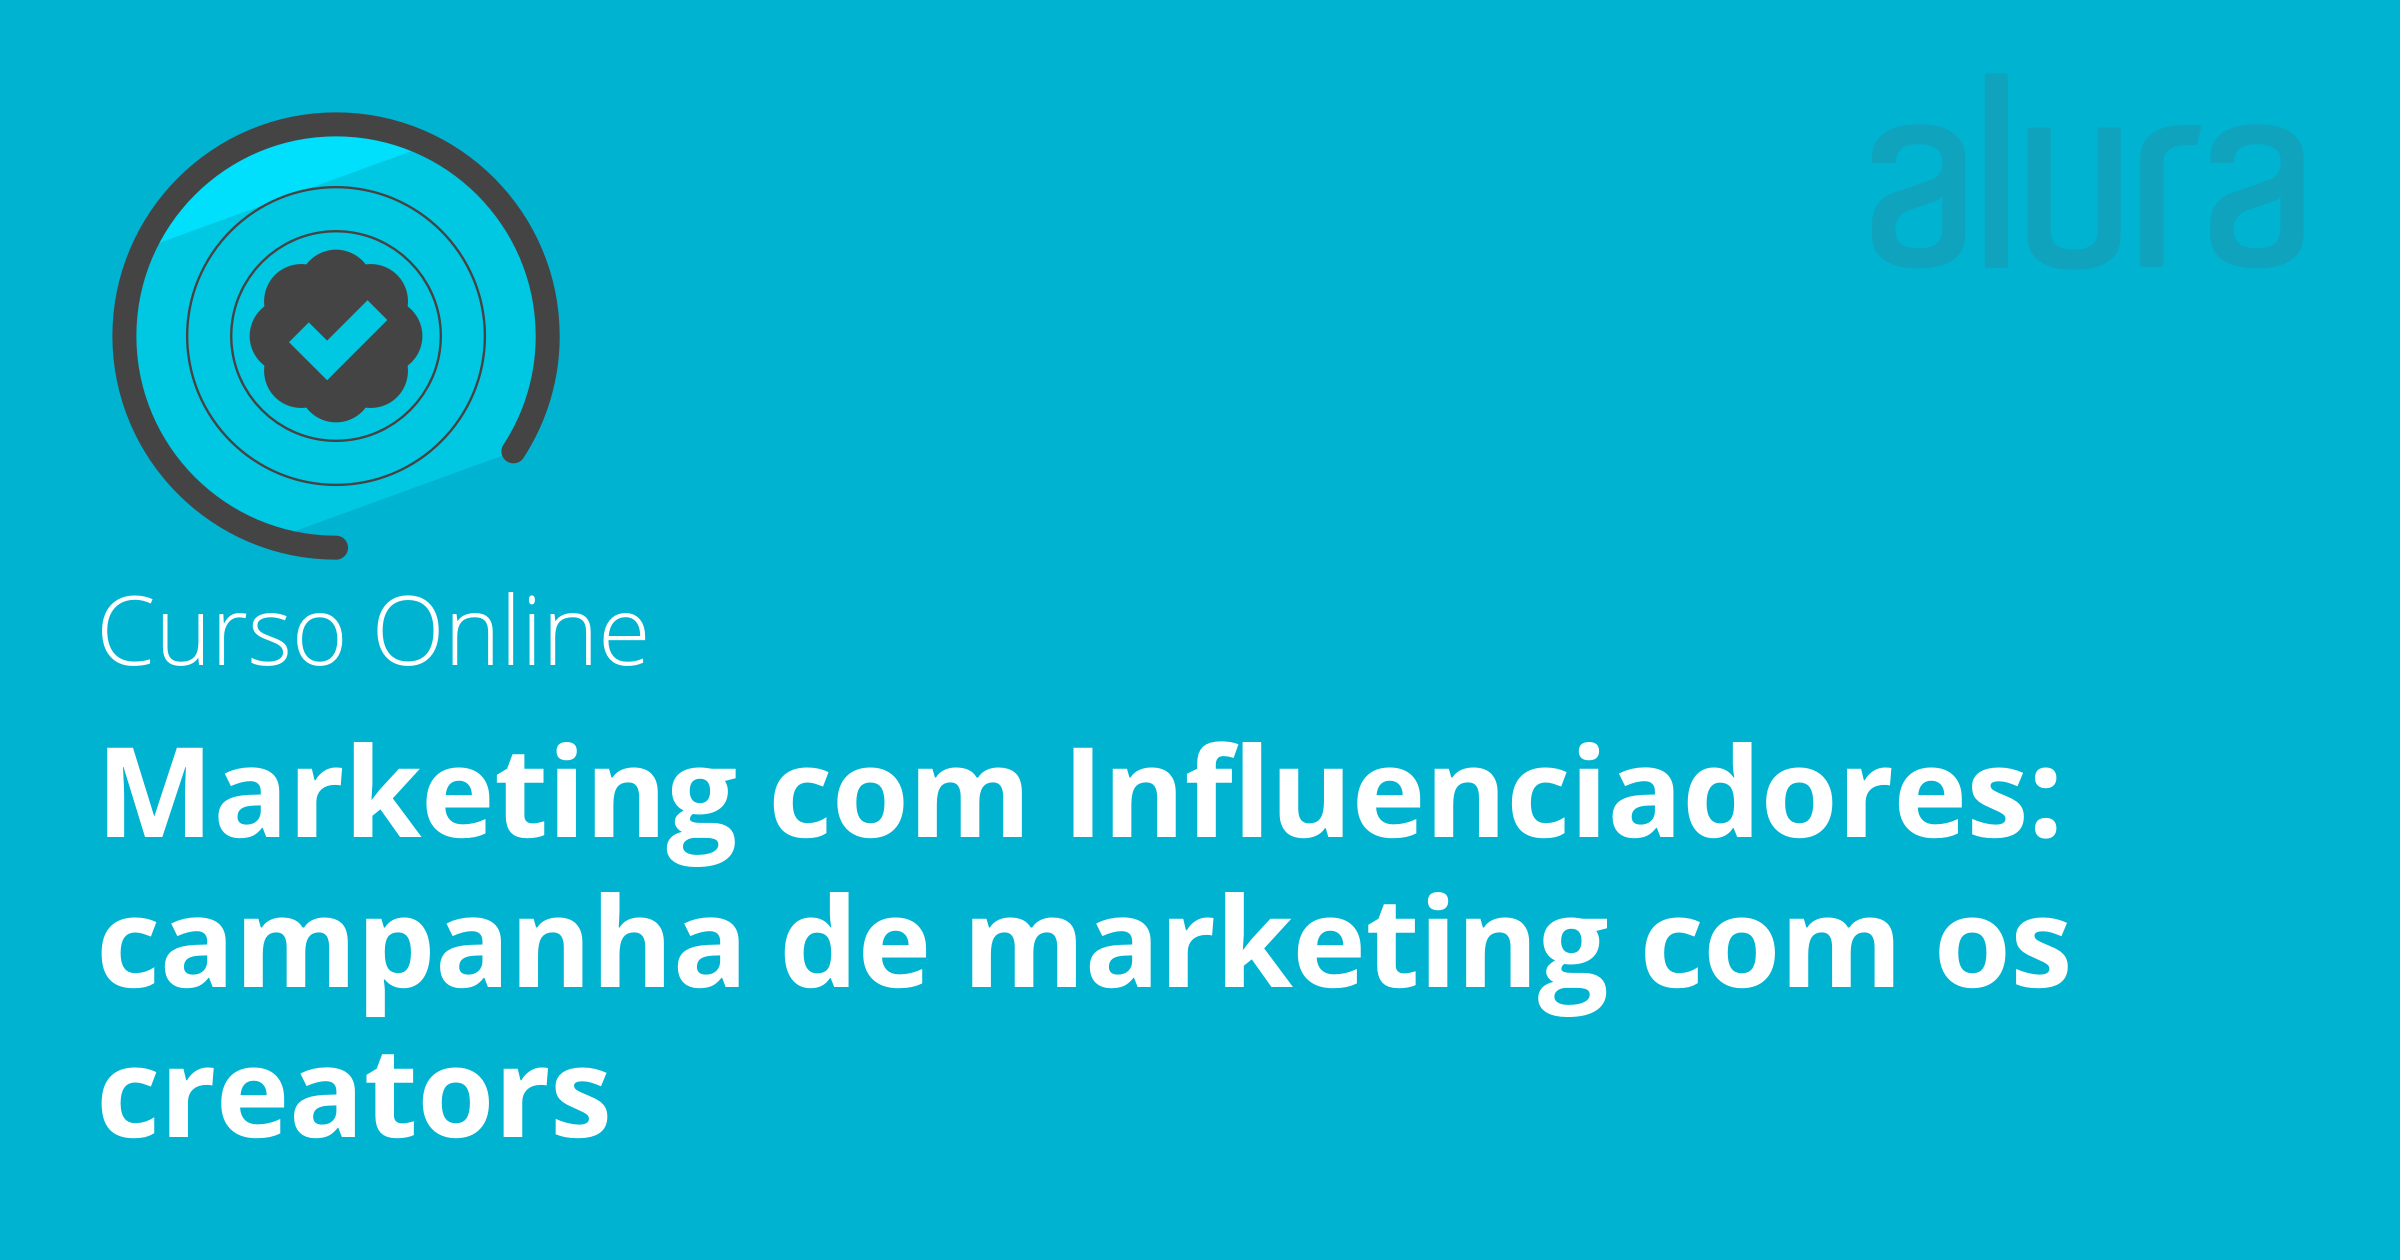 alura
Curso Online
Marketing com Influenciadores:
campanha de marketing com os
creators